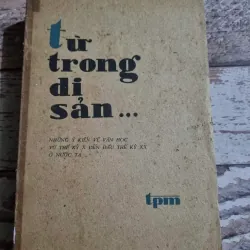 từ
trong
di
sản...
NHỮNG Ý KIẾN VỀ VĂN HỌC
TỪ THẾ KỶ X ĐẾN ĐẦU THẾ KỶ XX
Ở NƯỚC TA
tpm